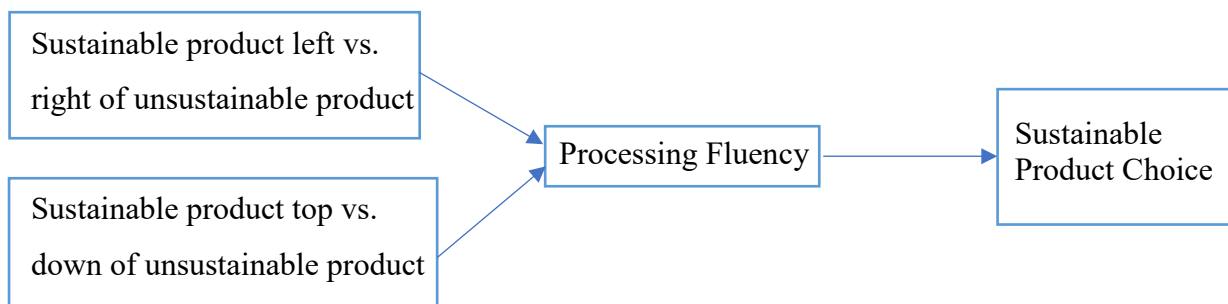 Sustainable product left vs.
right of unsustainable product
Sustainable product top vs.
down of unsustainable product
Processing Fluency
Sustainable
Product Choice